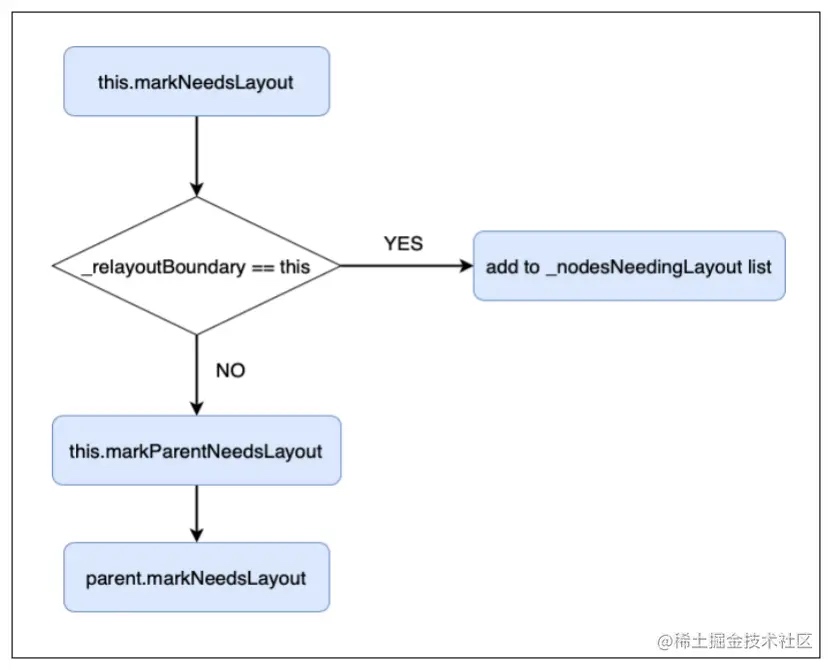 this.markNeedsLayout
_relayoutBoundary == this
YES
add to _nodesNeedingLayout list
NO
this.markParentNeedsLayout
parent.markNeedsLayout
@稀土掘金技术社区